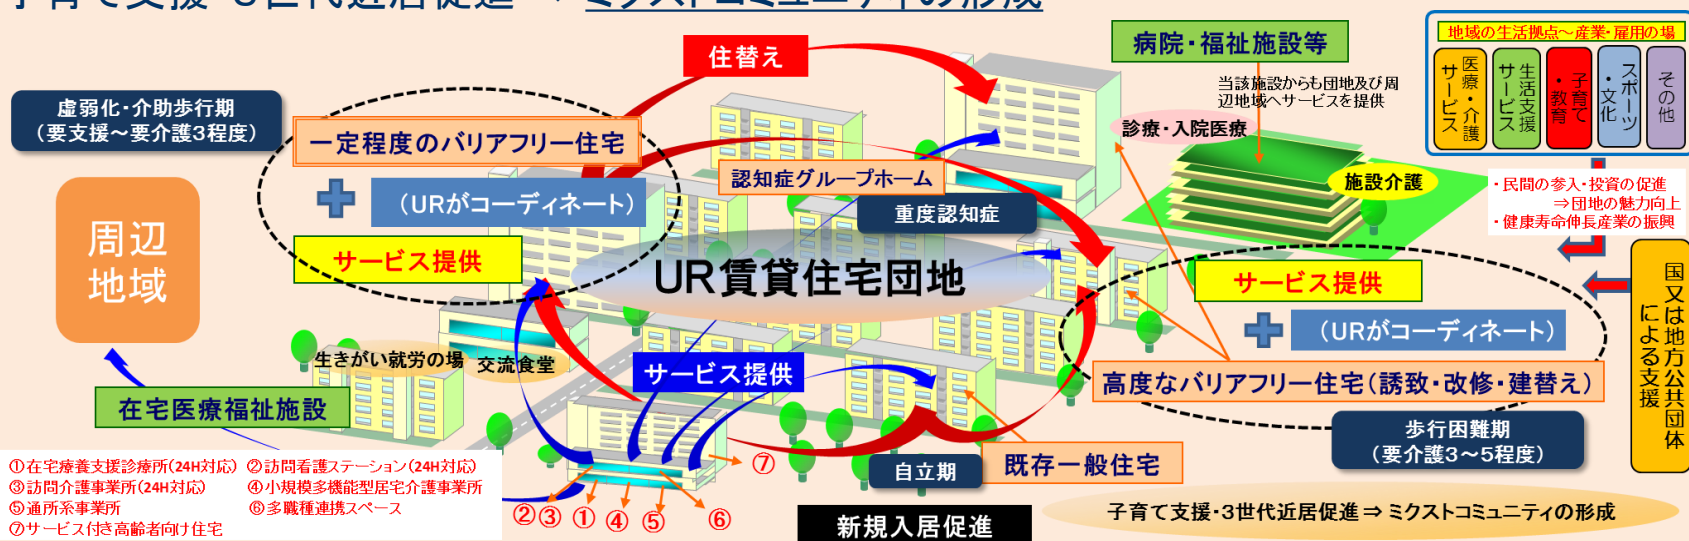 子育て支援・3世代近居促進 ⇒ ミクストコミュニティの形成
住替え
病院・福祉施設等
当該施設からも団地及び周
辺地域へサービスを提供
地域の生活拠点～産業・雇用の場
医療・介護
サービス
生活支援
サービス
子育て
・教育
スポーツ
・文化
その他
虚弱化・介助歩行期
（要支援～要介護3程度）
一定程度のバリアフリー住宅
（URがコーディネート）
サービス提供
診療・入院医療
認知症グループホーム
重度認知症
施設介護
・民間の参入・投資の促進
⇒団地の魅力向上
・健康寿命伸長産業の振興
周辺
地域
UR賃貸住宅団地
サービス提供
（URがコーディネート）
高度なバリアフリー住宅（誘致・改修・建替え）
歩行困難期
（要介護3～5程度）
国又は地方公共団体
による支援
生きがい就労の場
交流食堂
サービス提供
在宅医療福祉施設
自立期
既存一般住宅
①在宅療養支援診療所（24H対応） ②訪問看護ステーション（24H対応）
③訪問介護事業所（24H対応） ④小規模多機能型居宅介護事業所
⑤通所系事業所 ⑥多職種連携スペース
⑦サービス付き高齢者向け住宅
⑦
②③ ① ④ ⑤ ⑥
新規入居促進
子育て支援・3世代近居促進⇒ ミクストコミュニティの形成